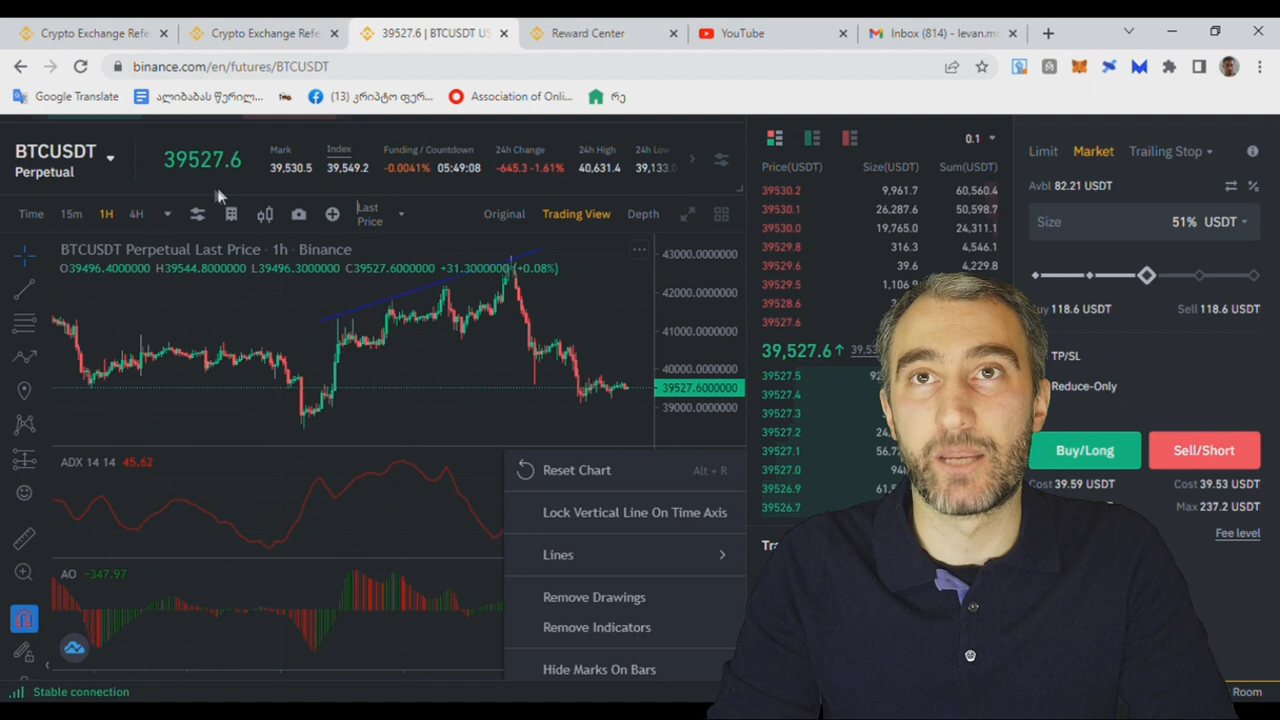 Crypto Exchange Refe
Crypto Exchange Refe
39527.6 | BTCUSDT US
Reward Center
YouTube
Inbox (814) - levan.mc
binance.com/en/futures/BTCUSDT
Google Translate
ალიბაბას წერილ...
(13) კრიპტო ფერ...
Association of Onli...
რე
BTCUSDT
Perpetual
39527.6
Mark
39,530.5
Index
39,549.2
Funding / Countdown
-0.0041% 05:49:08
24h Change
-645.3 -1.61%
24h High
40,631.4
24h Low
39,133.0
Time 15m 1H 4H
Last Price
Original Trading View Depth
BTCUSDT Perpetual Last Price · 1h · Binance
O39496.4000000 H39544.8000000 L39496.3000000 C39527.6000000 +31.3000000 (+0.08%)
43000.0000000
42000.0000000
41000.0000000
40000.0000000
39527.6000000
39000.0000000
ADX 14 14 45.62
AO -347.97
Reset Chart Alt + R
Lock Vertical Line On Time Axis
Lines
Remove Drawings
Remove Indicators
Hide Marks On Bars
Stable connection
0.1
Price(USDT) Size(USDT) Sum(USDT)
39530.2 9,961.7 60,560.4
39530.1 26,287.6 50,598.7
39530.0 19,765.0 24,311.1
39529.8 316.3 4,546.1
39529.6 39.6 4,229.8
39529.5
39528.6
39527.6
39,527.6
39527.5
39527.4
39527.3
39527.2
39527.1
39527.0
39526.9
39526.7
Limit Market Trailing Stop
Avbl 82.21 USDT
Size 51% USDT
118.6 USDT Sell 118.6 USDT
TP/SL
Reduce-Only
Buy/Long Sell/Short
Cost 39.59 USDT Cost 39.53 USDT
Max 237.2 USDT
Fee level
Room